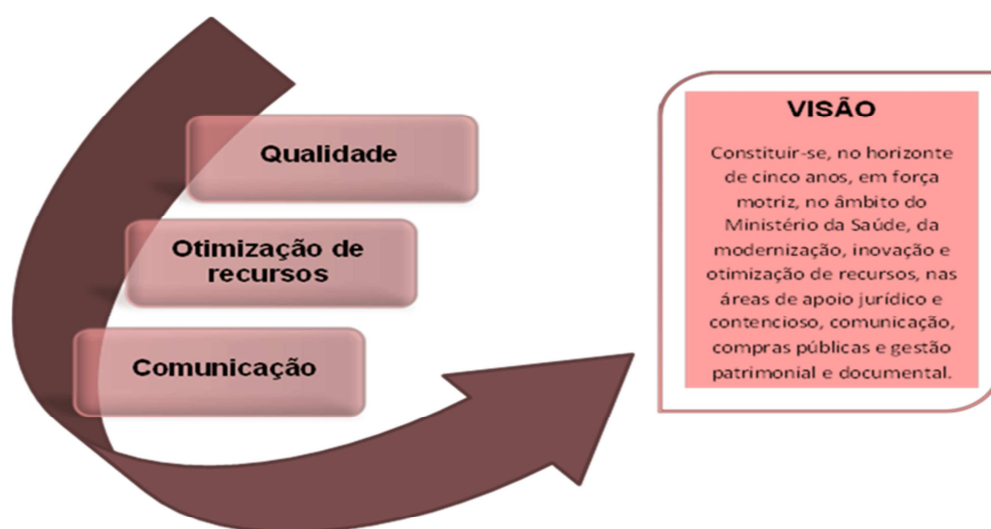 Qualidade
Otimização de
recursos
Comunicação
VISÃO
Constituir-se, no horizonte
de cinco anos, em força
motriz, no âmbito do
Ministério da Saúde, da
modernização, inovação e
otimização de recursos, nas
áreas de apoio jurídico e
contencioso, comunicação,
compras públicas e gestão
patrimonial e documental.